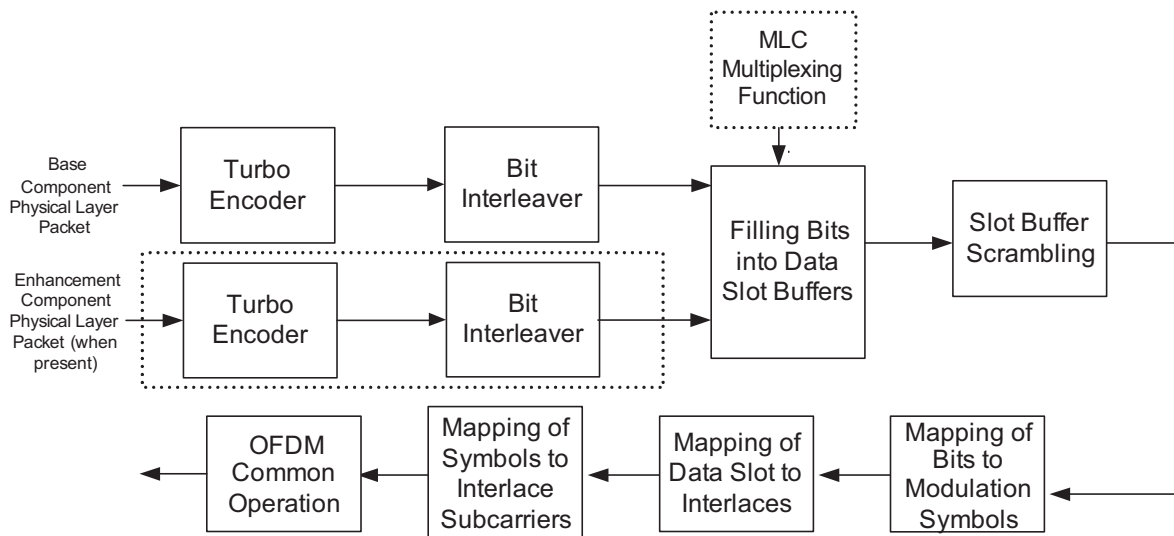 MLC
Multiplexing
Function
Base
Component
Physical Layer
Packet
Turbo
Encoder
Bit
Interleaver
Filling Bits
into Data
Slot Buffers
Slot Buffer
Scrambling
Enhancement
Component
Physical Layer
Packet (when
present)
Turbo
Encoder
Bit
Interleaver
OFDM
Common
Operation
Mapping of
Symbols to
Interlace
Subcarriers
Mapping of
Data Slot to
Interlaces
Mapping of
Bits to
Modulation
Symbols